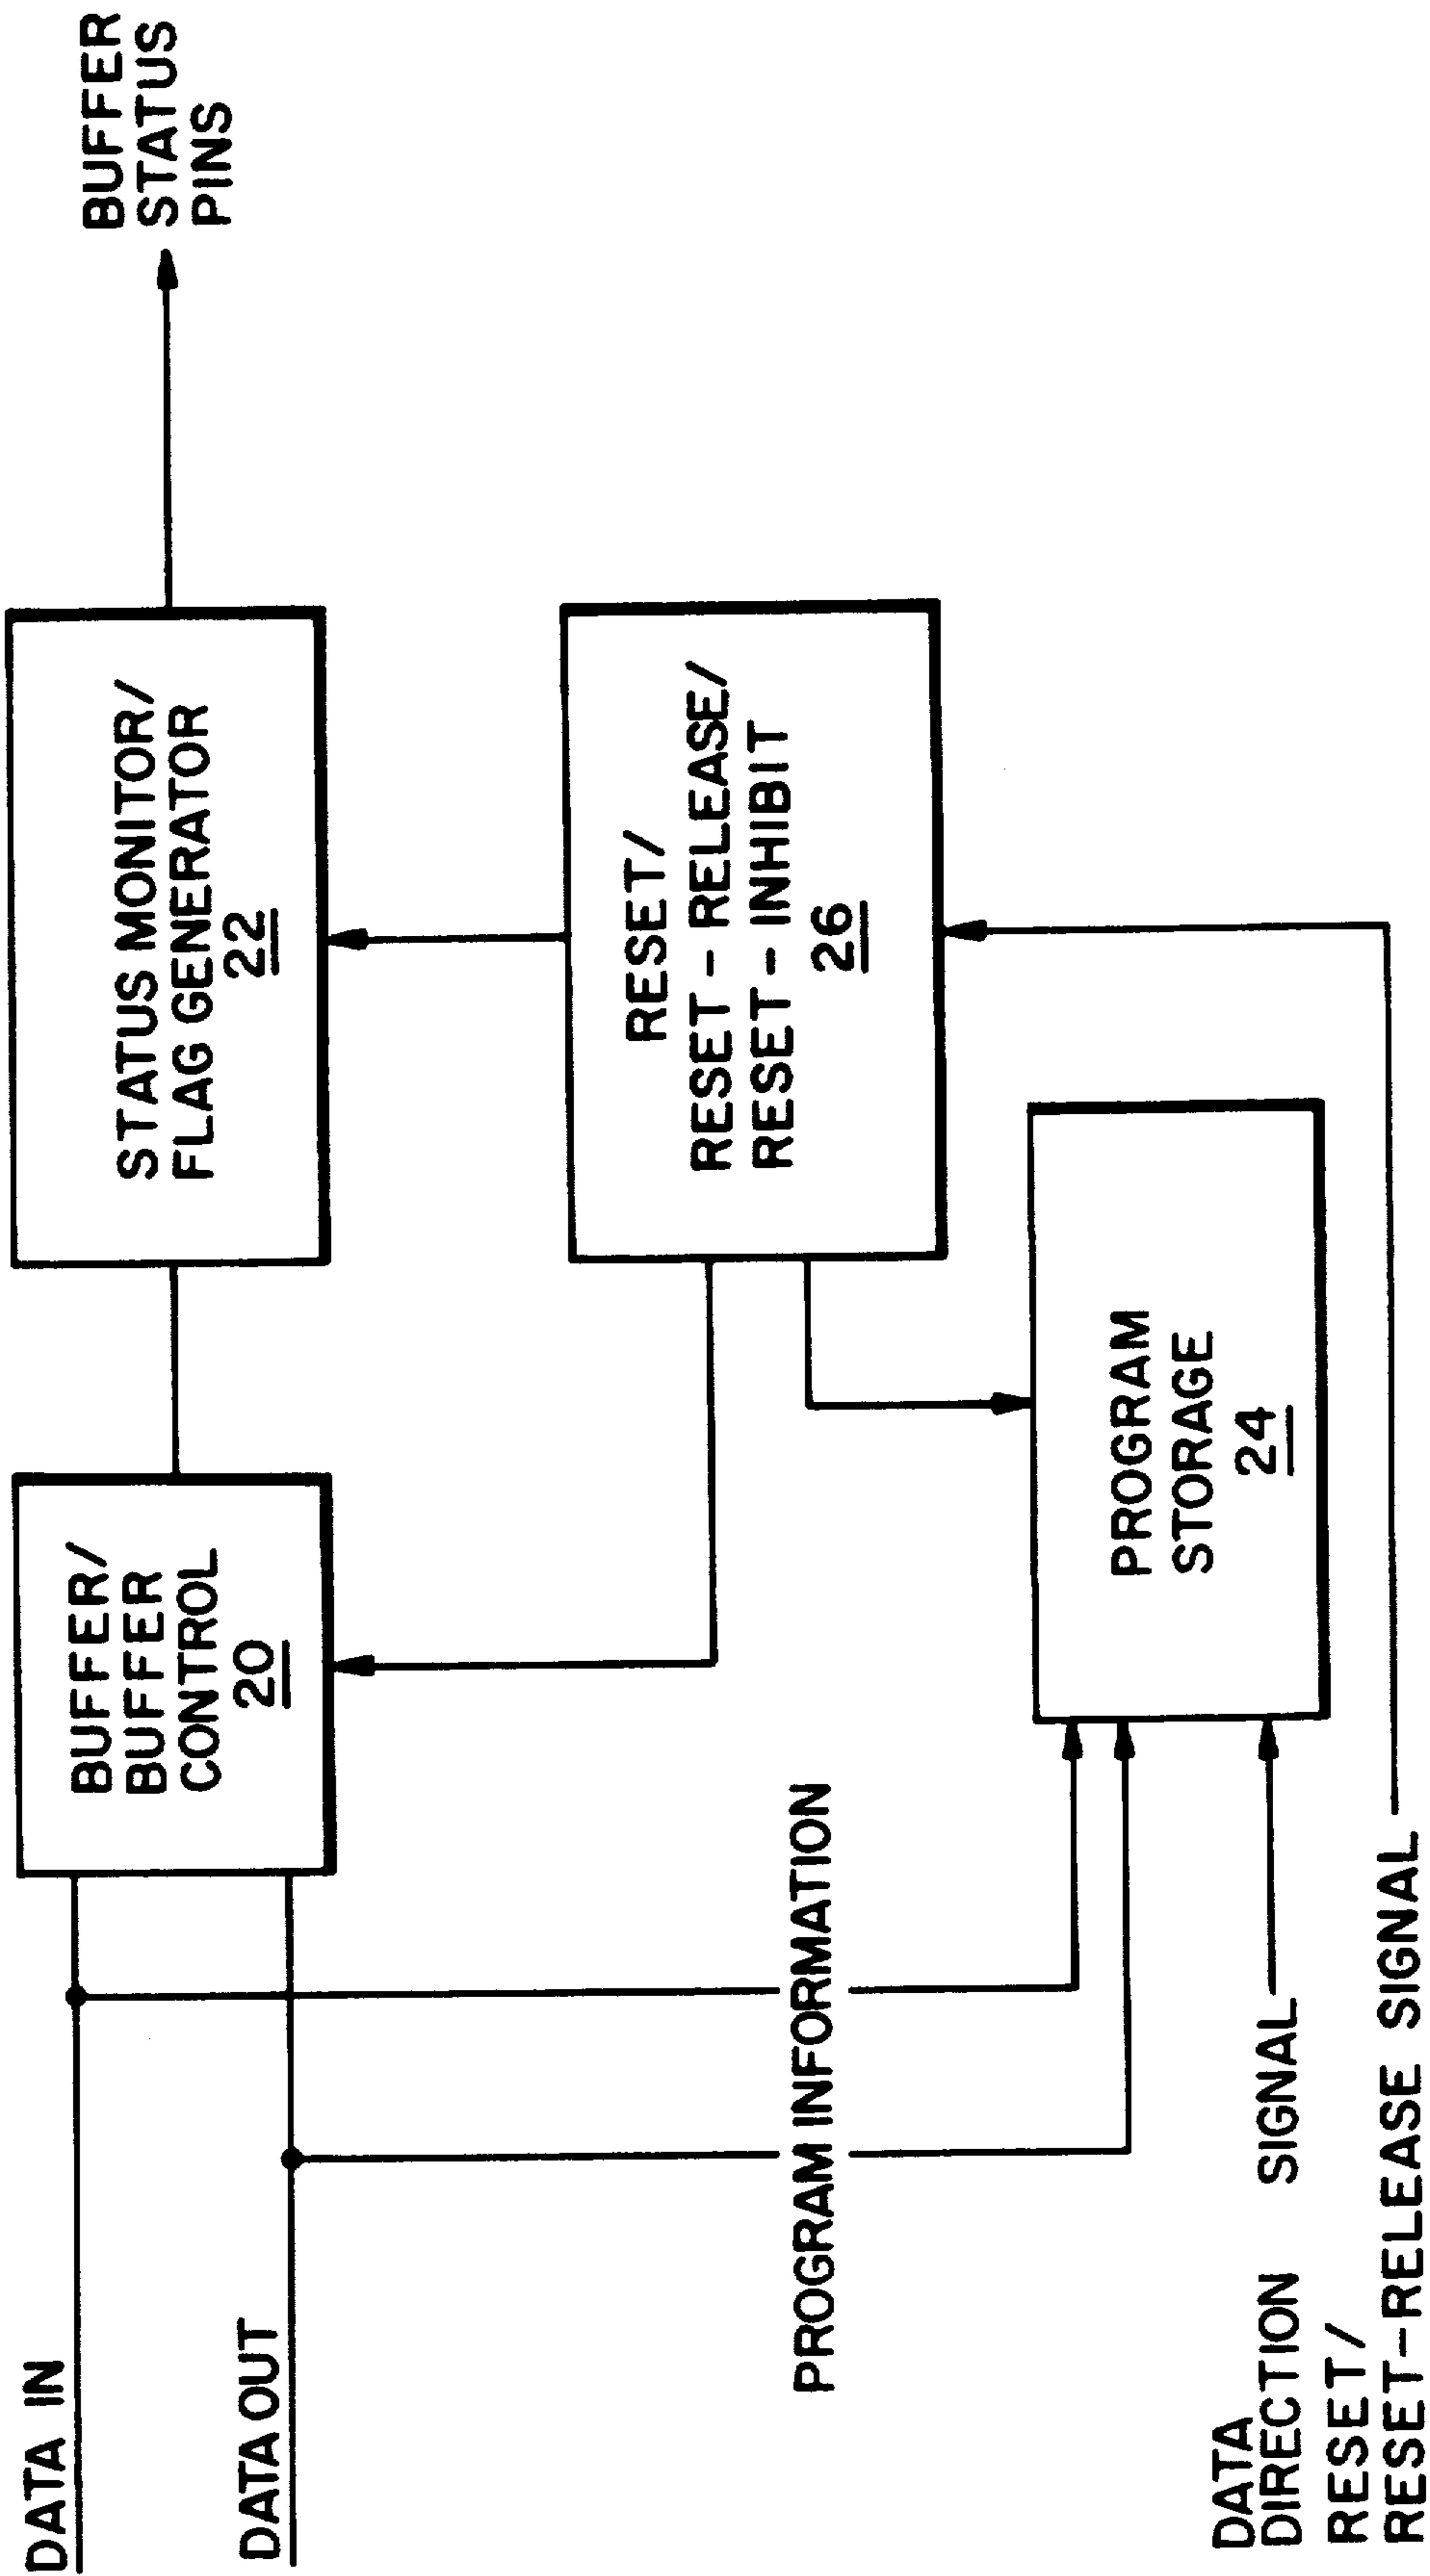 DATA IN
DATA OUT
BUFFER/
BUFFER
CONTROL
20
STATUS MONITOR/
FLAG GENERATOR
22
BUFFER
STATUS
PINS
RESET/
RESET-RELEASE/
RESET-INHIBIT
26
PROGRAM INFORMATION
PROGRAM
STORAGE
24
DATA
DIRECTION SIGNAL
RESET/
RESET-RELEASE SIGNAL